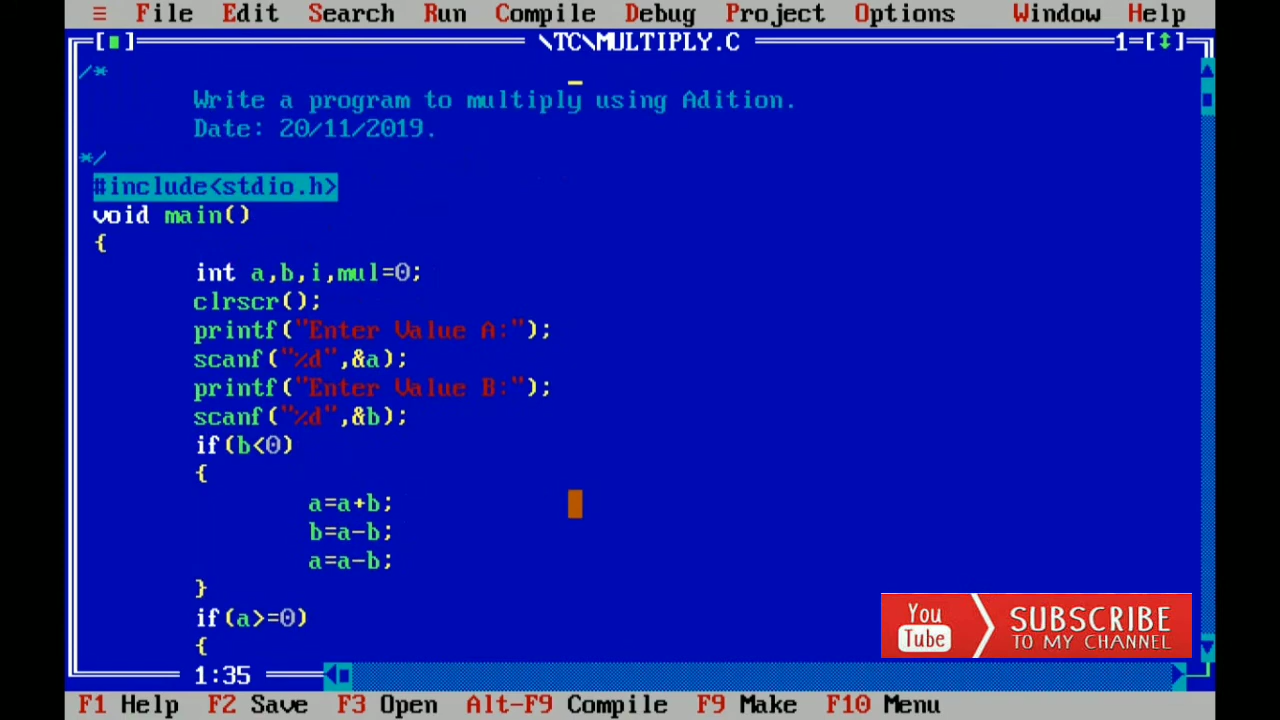 ≡ File Edit Search Run Compile Debug Project Options Window Help
[■] \TC\MULTIPLY.C 1=[↕]
/*
Write a program to multiply using Adition.
Date: 20/11/2019.
*/
#include<stdio.h>
void main()
{
int a,b,i,mul=0;
clrscr();
printf("Enter Value A:");
scanf("%d",&a);
printf("Enter Value B:");
scanf("%d",&b);
if(b<0)
{
a=a+b;
b=a-b;
a=a-b;
}
if(a>=0)
{
You Tube
SUBSCRIBE
TO MY CHANNEL
1:35
F1 Help F2 Save F3 Open Alt-F9 Compile F9 Make F10 Menu